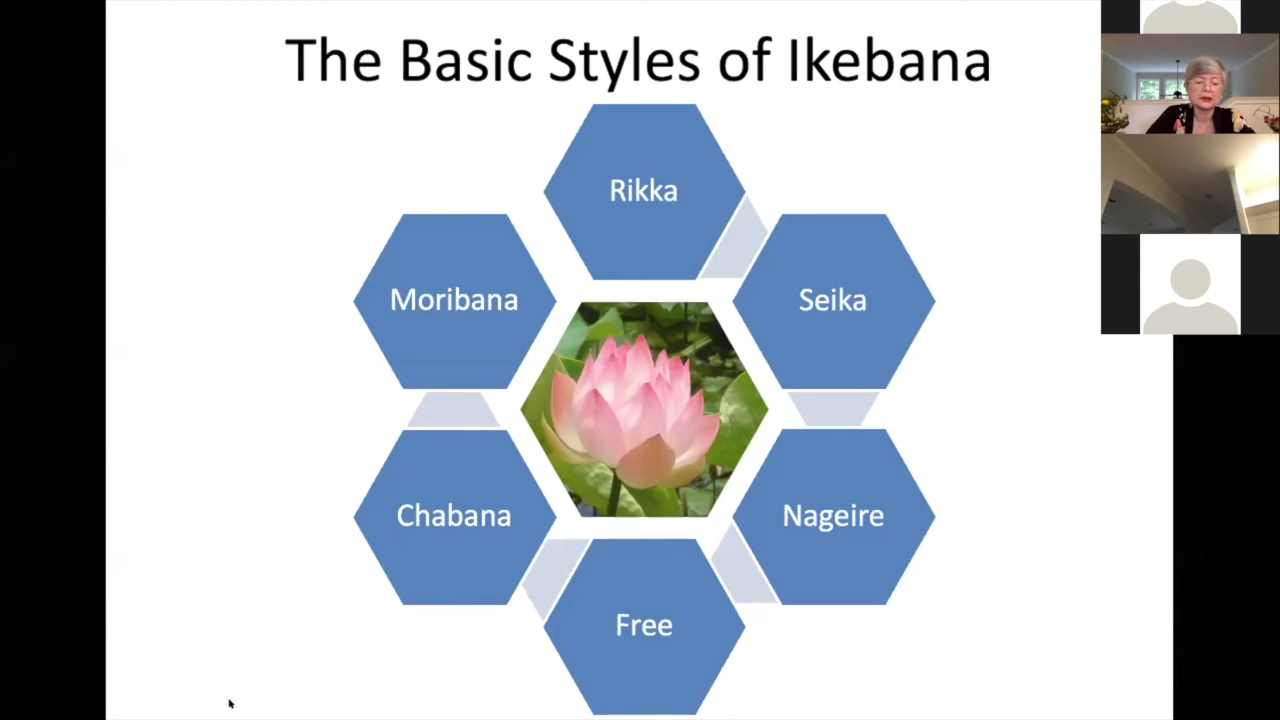 The Basic Styles of Ikebana
Rikka
Seika
Nageire
Free
Chabana
Moribana